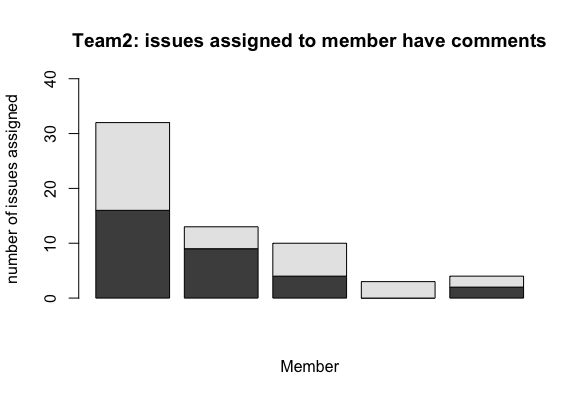 Team2: issues assigned to member have comments
number of issues assigned
40
30
20
10
0
Member